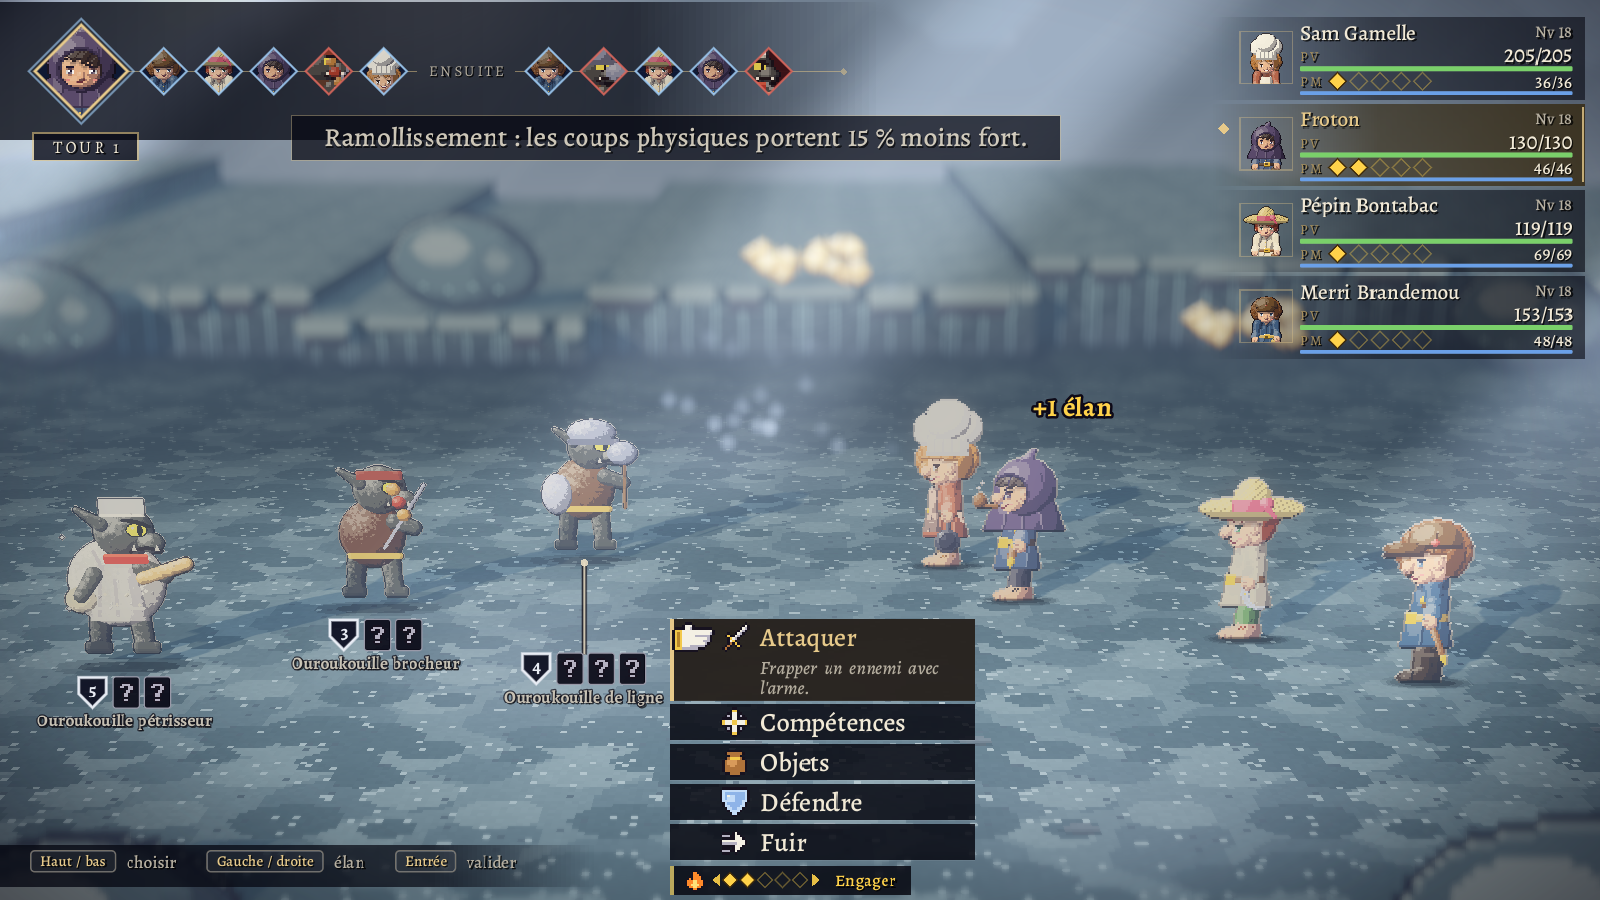 ENSUITE
TOUR 1
Ramollissement : les coups physiques portent 15 % moins fort.
Sam Gamelle Nv 18
PV 205/205
PM 36/36
Froton Nv 18
PV 130/130
PM 46/46
Pépin Bontabac Nv 18
PV 119/119
PM 69/69
Merri Brandemou Nv 18
PV 153/153
PM 48/48
+1 élan
3 ? ?
Ouroukouille brocheur
4 ? ? ?
Ouroukouille de ligne
5 ? ?
Ouroukouille pétrisseur
Attaquer
Frapper un ennemi avec
l'arme.
Compétences
Objets
Défendre
Fuir
Engager
Haut / bas choisir Gauche / droite élan Entrée valider